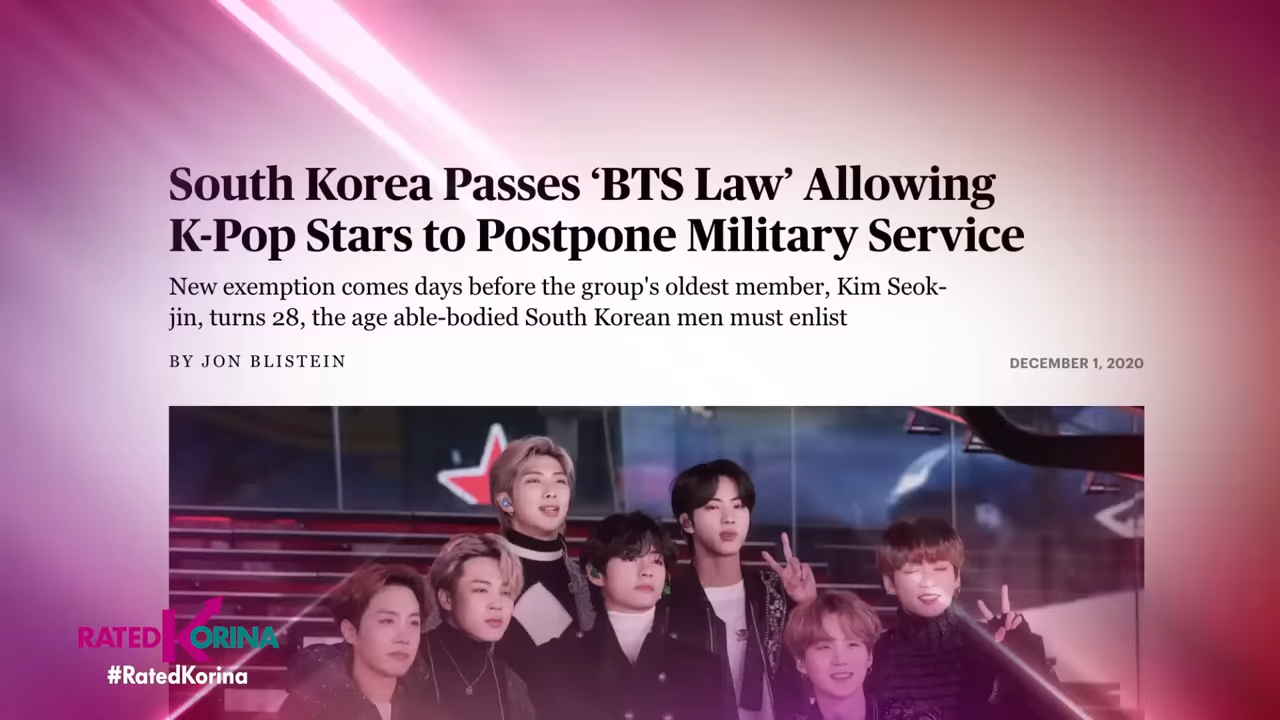 South Korea Passes ‘BTS Law’ Allowing
K-Pop Stars to Postpone Military Service
New exemption comes days before the group's oldest member, Kim Seok-
jin, turns 28, the age able-bodied South Korean men must enlist
BY JON BLISTEIN
DECEMBER 1, 2020
RATED KORINA
#RatedKorina